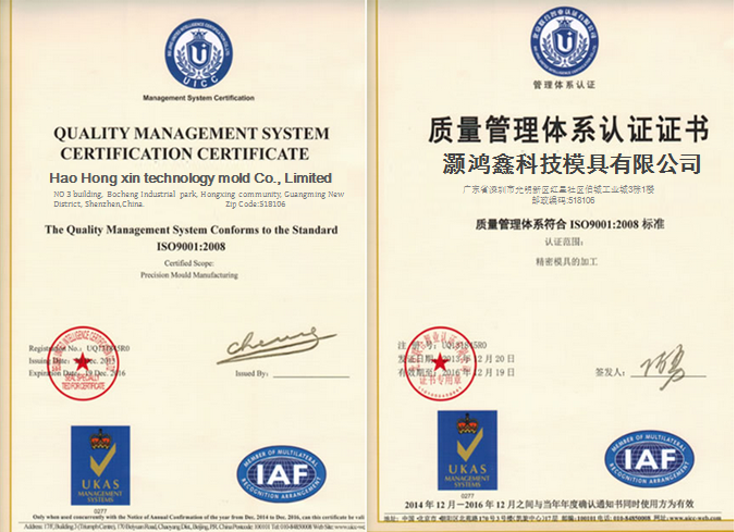 UICC
Management System Certification
QUALITY MANAGEMENT SYSTEM
CERTIFICATION CERTIFICATE
Hao Hong xin technology mold Co., Limited
NO 3 building, Bocheng Industrial park, Hongxing community, Guangming New
District, Shenzhen,China. Zip Code:518106
The Quality Management System Conforms to the Standard
ISO9001:2008
Certified Scope:
Precision Mould Manufacturing
Registration No.:
Issuing Date: Dec. 2013
Expiration Date: 19 Dec. 2016
Issued By:
UKAS
MANAGEMENT
SYSTEMS
0277
MEMBER OF MULTILATERAL
IAF
RECOGNITION ARRANGEMENT
Only when used concurrently with the Notice of Annual Confirmation of the year from Dec. 2014 to Dec. 2016, can this certificate be val
管理体系认证
质量管理体系认证证书
灏鸿鑫科技模具有限公司
广东省深圳市光明新区红星社区伯城工业城3栋1楼
邮政编码:518106
质量管理体系符合 ISO9001:2008 标准
认证范围:
精密模具的加工
注册号:
发证日期: 2013 年 12 月 20 日
有效期至: 2016 年 12 月 19 日
证书专用章
签发人:
UKAS
MANAGEMENT
SYSTEMS
0277
MEMBER OF MULTILATERAL
IAF
RECOGNITION ARRANGEMENT
2014 年 12 月一2016 年 12 月之间与当年年度确认通知书同时使用方为有效